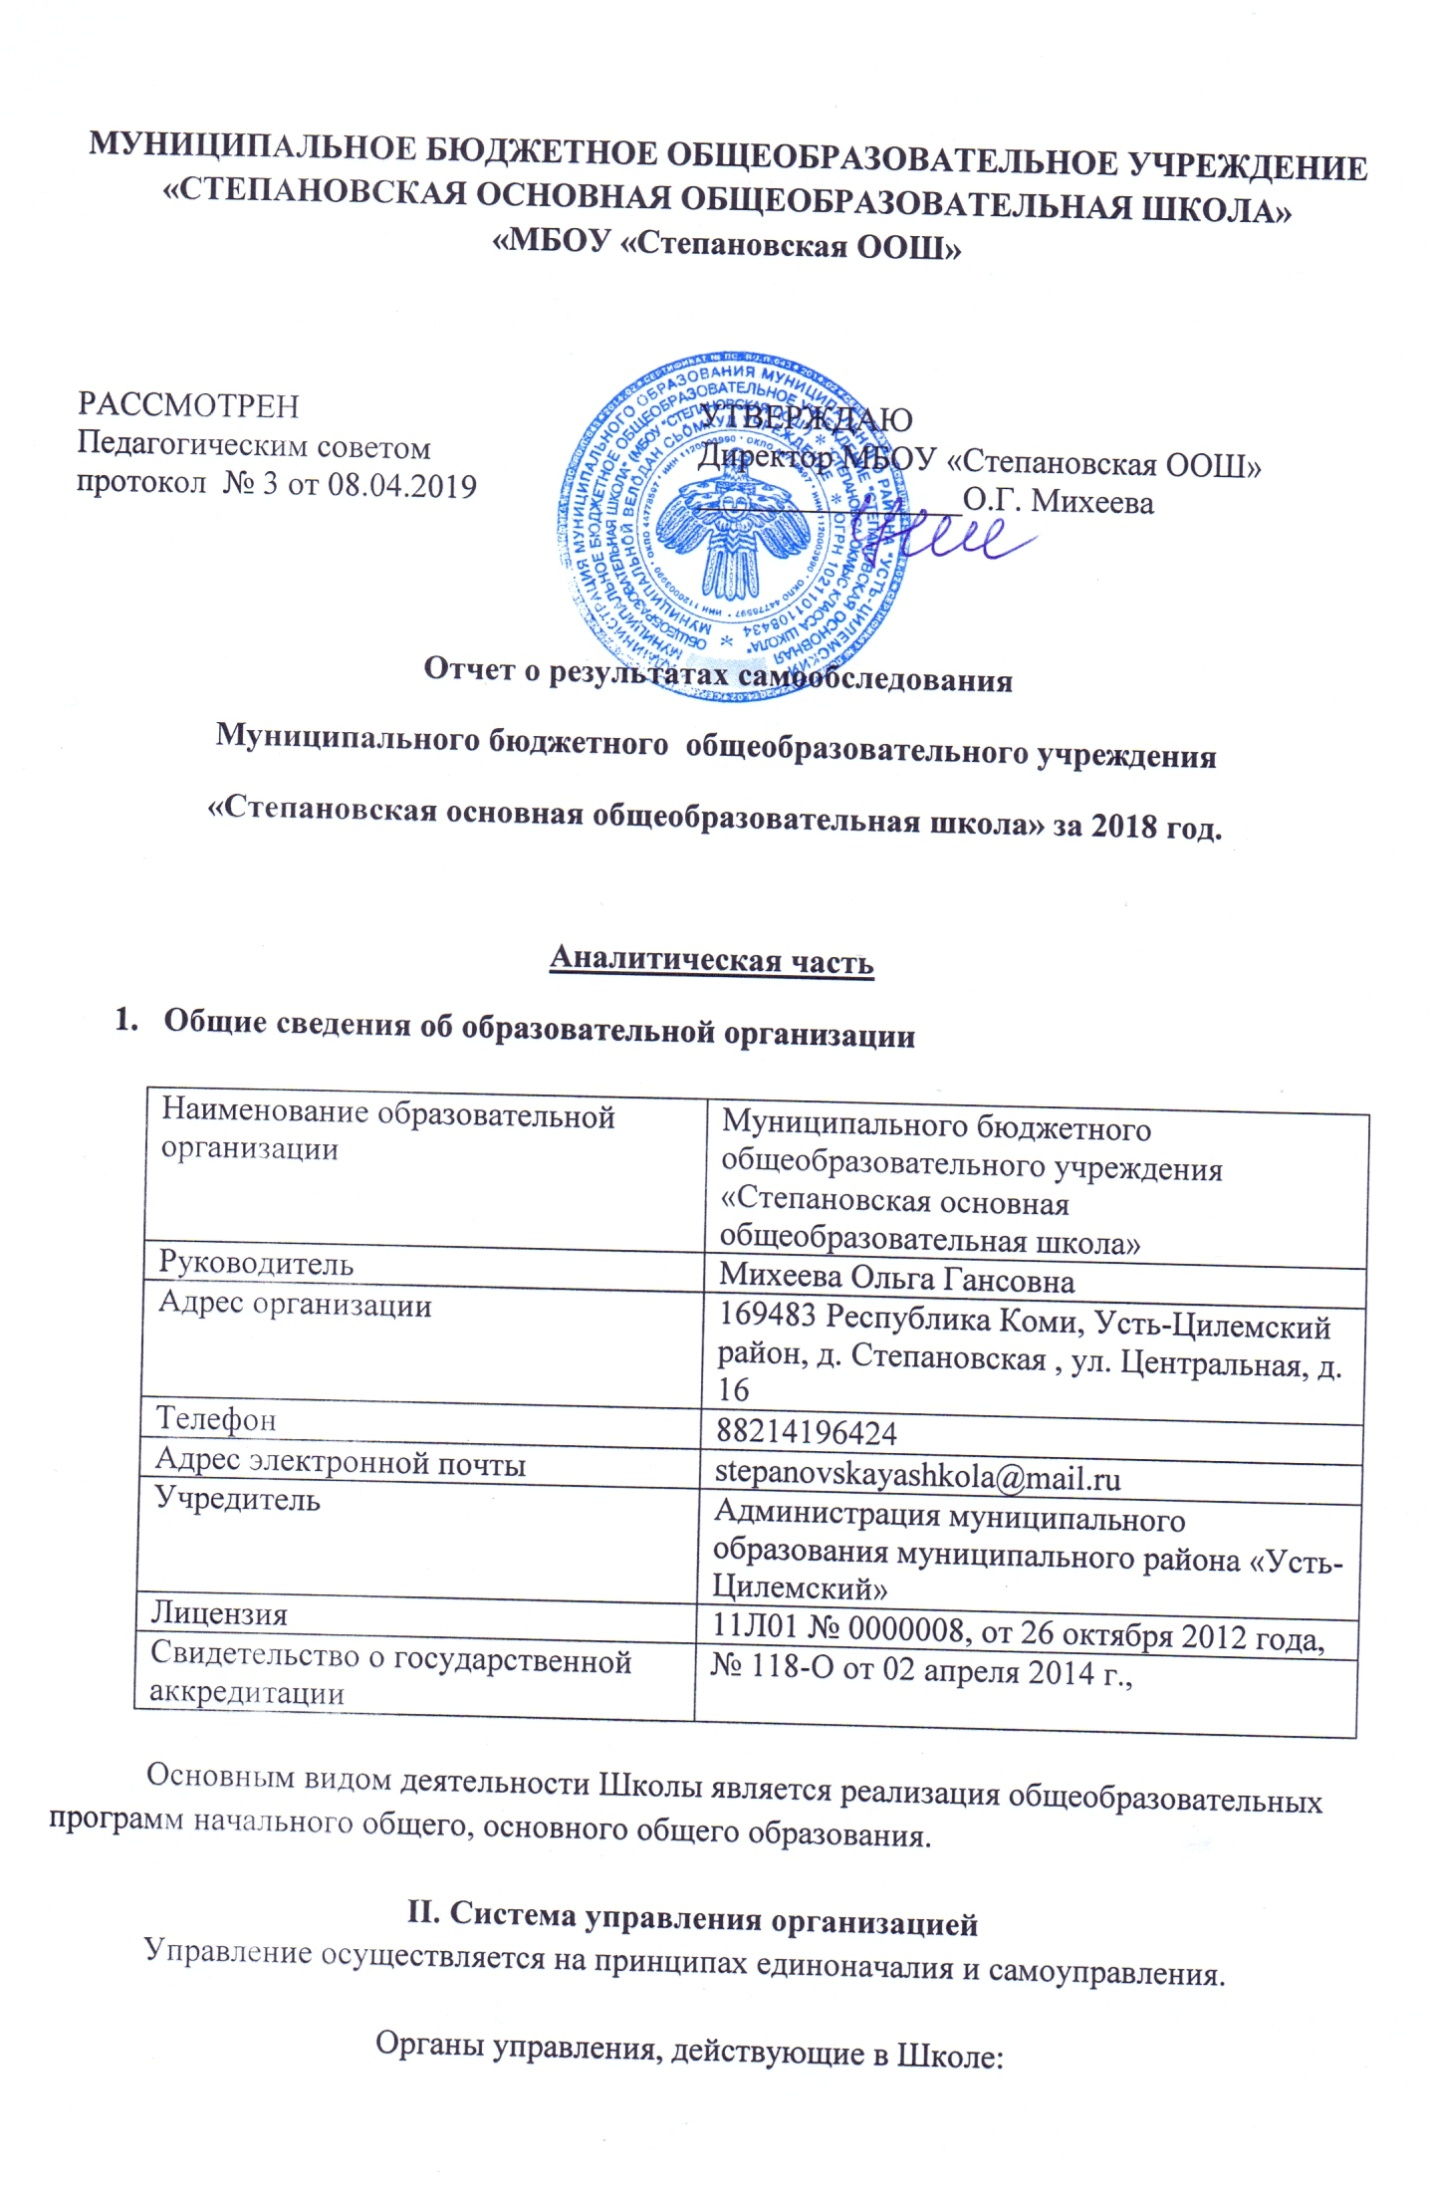 МУНИЦИПАЛЬНОЕ БЮДЖЕТНОЕ ОБЩЕОБРАЗОВАТЕЛЬНОЕ УЧРЕЖДЕНИЕ
«СТЕПАНОВСКАЯ ОСНОВНАЯ ОБЩЕОБРАЗОВАТЕЛЬНАЯ ШКОЛА»
«МБОУ «Степановская ООШ»
РАССМОТРЕН
Педагогическим советом
протокол № 3 от 08.04.2019
УТВЕРЖДАЮ
Директор МБОУ «Степановская ООШ»
О.Г. Михеева
Отчет о результатах самообследования
Муниципального бюджетного общеобразовательного учреждения
«Степановская основная общеобразовательная школа» за 2018 год.
Аналитическая часть
1. Общие сведения об образовательной организации
Наименование образовательной
организации
Муниципального бюджетного
общеобразовательного учреждения
«Степановская основная
общеобразовательная школа»
Руководитель
Михеева Ольга Гансовна
Адрес организации
169483 Республика Коми, Усть-Цилемский
район, д. Степановская , ул. Центральная, д.
16
Телефон
88214196424
Адрес электронной почты
stepanovskayashkola@mail.ru
Учредитель
Администрация муниципального
образования муниципального района «Усть-
Цилемский»
Лицензия
11Л01 № 0000008, от 26 октября 2012 года,
Свидетельство о государственной
аккредитации
№ 118-О от 02 апреля 2014 г.,
Основным видом деятельности Школы является реализация общеобразовательных
программ начального общего, основного общего образования.
II. Система управления организацией
Управление осуществляется на принципах единоначалия и самоуправления.
Органы управления, действующие в Школе: